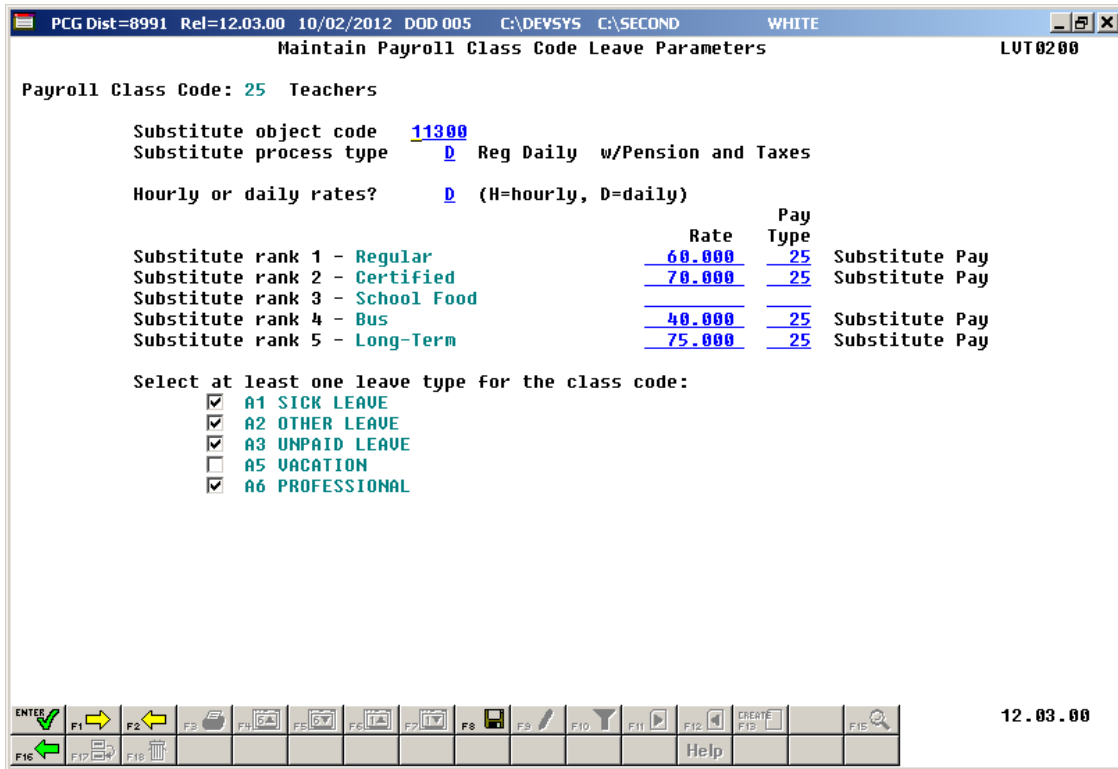 PCG Dist=8991 Rel=12.03.00 10/02/2012 DOD 005 C:\DEVSYS C:\SECOND WHITE
Maintain Payroll Class Code Leave Parameters LVT0200
Payroll Class Code: 25 Teachers
Substitute object code 11300
Substitute process type D Reg Daily w/Pension and Taxes
Hourly or daily rates? D (H=hourly, D=daily)
Pay
Rate Type
Substitute rank 1 - Regular 60.000 25 Substitute Pay
Substitute rank 2 - Certified 70.000 25 Substitute Pay
Substitute rank 3 - School Food
Substitute rank 4 - Bus 40.000 25 Substitute Pay
Substitute rank 5 - Long-Term 75.000 25 Substitute Pay
Select at least one leave type for the class code:
A1 SICK LEAVE
A2 OTHER LEAVE
A3 UNPAID LEAVE
A5 VACATION
A6 PROFESSIONAL
ENTER F1 F2 F3 F4 F5 F6 F7 F8 F9 F10 F11 F12 CREATE F13 F15 12.03.00
F16 F17 F18 Help